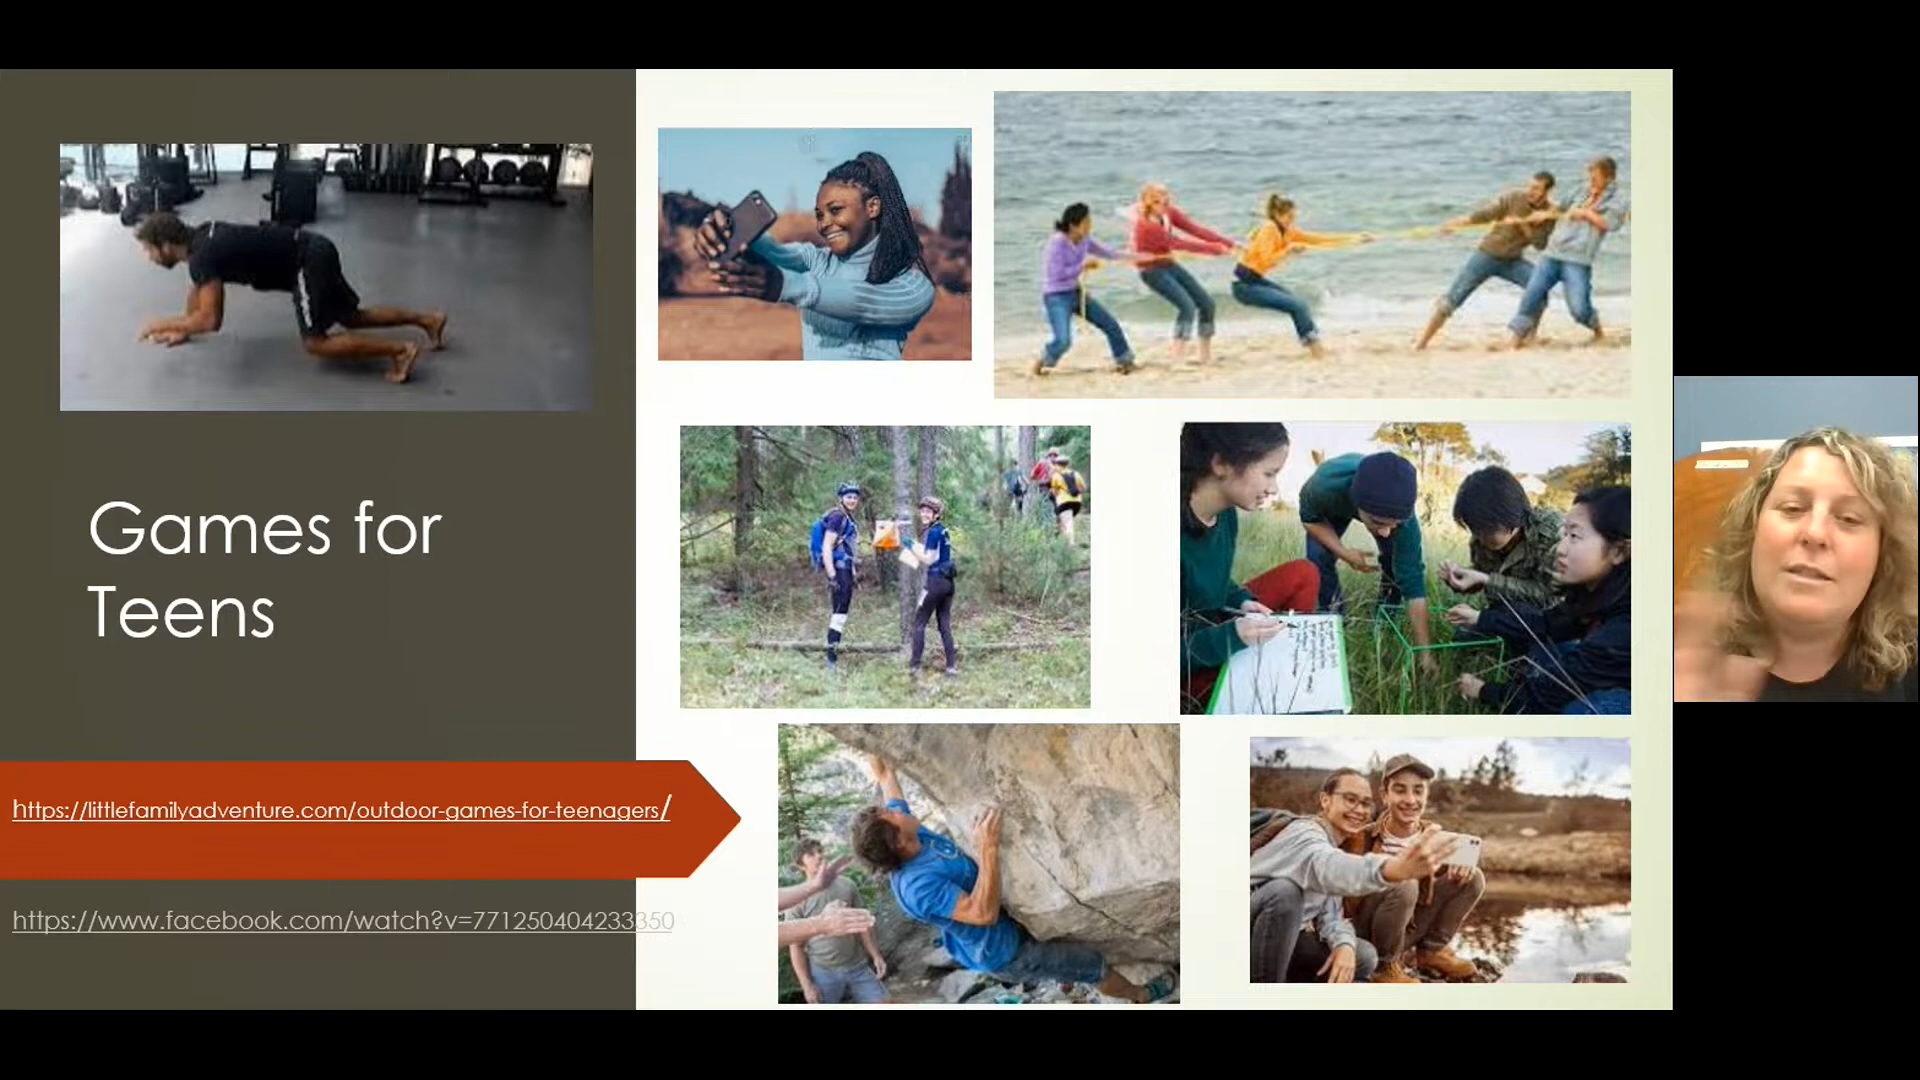 Games for
Teens
https://littlefamilyadventure.com/outdoor-games-for-teenagers/
https://www.facebook.com/watch?v=771250404233350